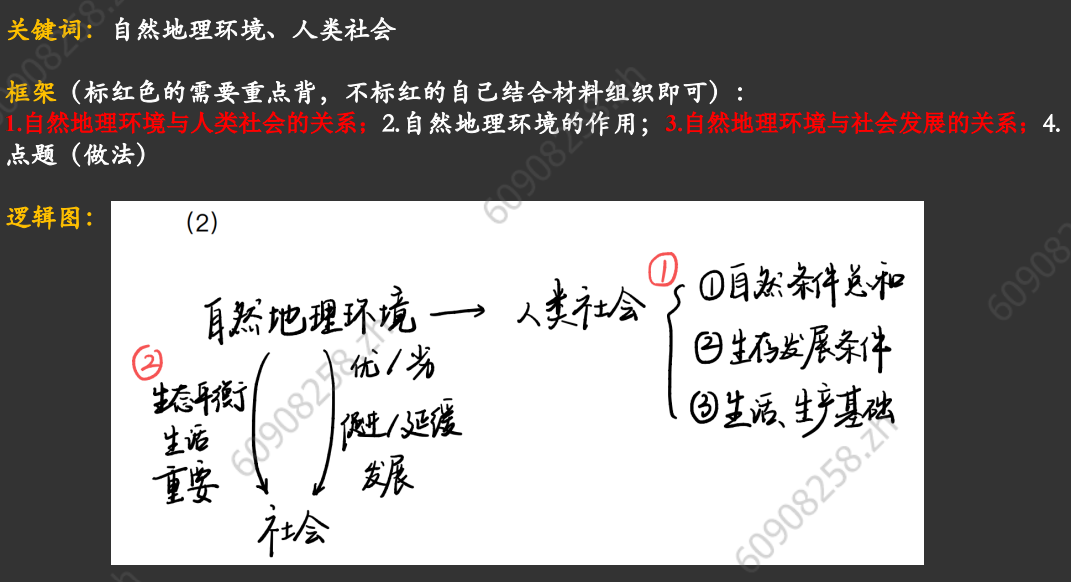 关键词：自然地理环境、人类社会
框架（标红色的需要重点背，不标红的自己结合材料组织即可）：
1.自然地理环境与人类社会的关系；2.自然地理环境的作用；3.自然地理环境与社会发展的关系；4.
点题（做法）
逻辑图：
（2）
自然地理环境 → 人类社会
①
①自然条件总和
②生存发展条件
③生活、生产基础
②
生态平衡
生活
重要
优/劣
促进/延缓
发展
社会
60908258.zh
60908258.zh
60908258.zh
60908258.zh